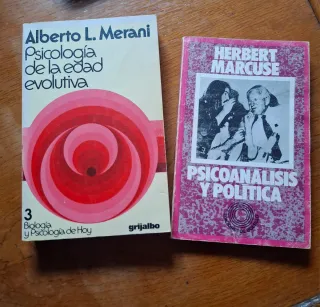 Alberto L. Merani
Psicología
de la edad
evolutiva
3
Biología
y Psicología de Hoy
grijalbo
HERBERT
MARCUSE
PSICOANALISIS
Y POLITICA